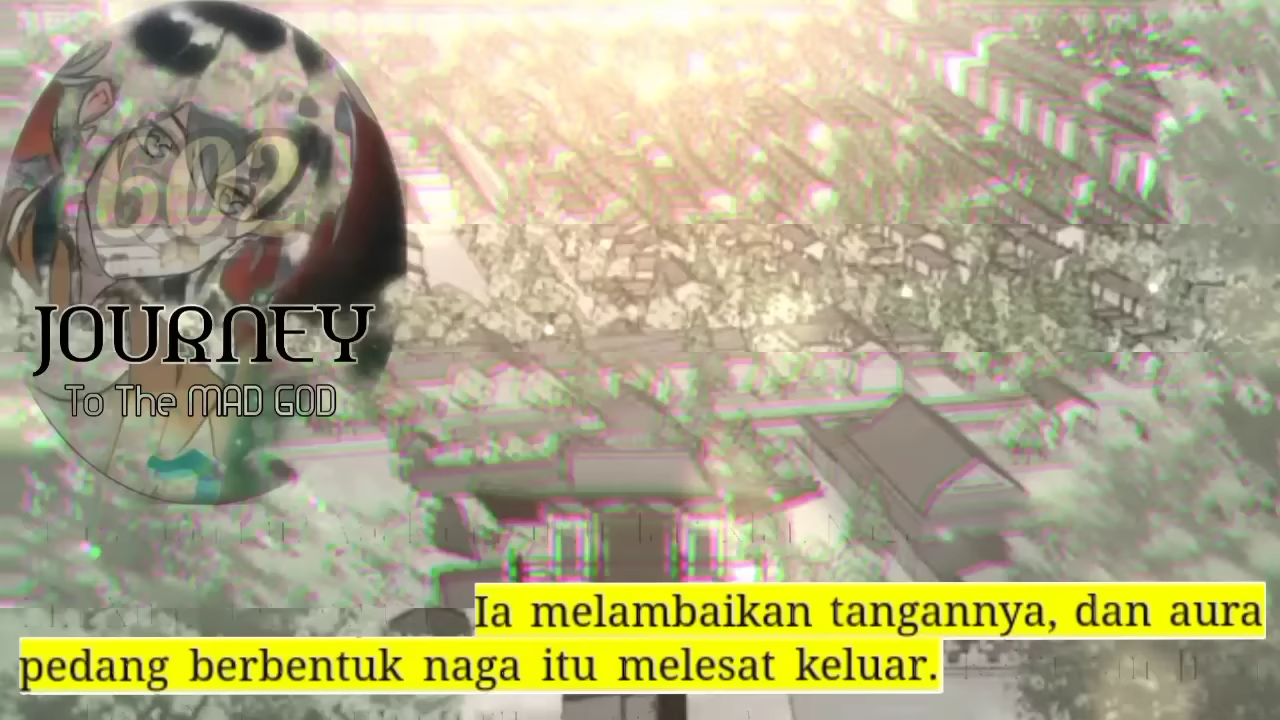 602
JOURNEY
To The MAD GOD
Ia melambaikan tangannya, dan aura
pedang berbentuk naga itu melesat keluar.